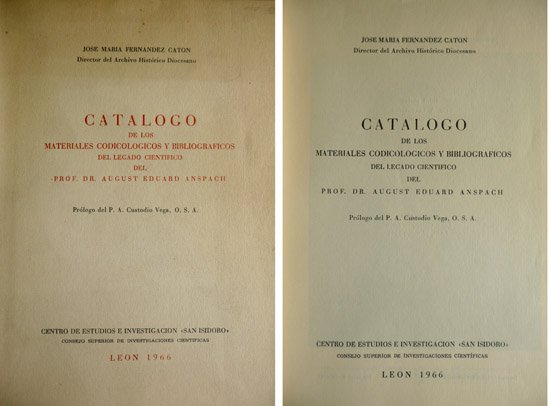 JOSE MARIA FERNANDEZ CATON
Director del Archivo Histórico Diocesano
CATALOGO
DE LOS
MATERIALES CODICOLOGICOS Y BIBLIOGRAFICOS
DEL LEGADO CIENTIFICO
DEL
PROF. DR. AUGUST EDUARD ANSPACH
Prólogo del P. A. Custodio Vega, O. S. A.
CENTRO DE ESTUDIOS E INVESTIGACION «SAN ISIDORO»
CONSEJO SUPERIOR DE INVESTIGACIONES CIENTIFICAS
LEON 1966
JOSE MARIA FERNANDEZ CATON
Director del Archivo Histórico Diocesano
CATALOGO
DE LOS
MATERIALES CODICOLOGICOS Y BIBLIOGRAFICOS
DEL LEGADO CIENTIFICO
DEL
PROF. DR. AUGUST EDUARD ANSPACH
Prólogo del P. A. Custodio Vega, O. S. A.
CENTRO DE ESTUDIOS E INVESTIGACION «SAN ISIDORO»
CONSEJO SUPERIOR DE INVESTIGACIONES CIENTÍFICAS
LEON 1966